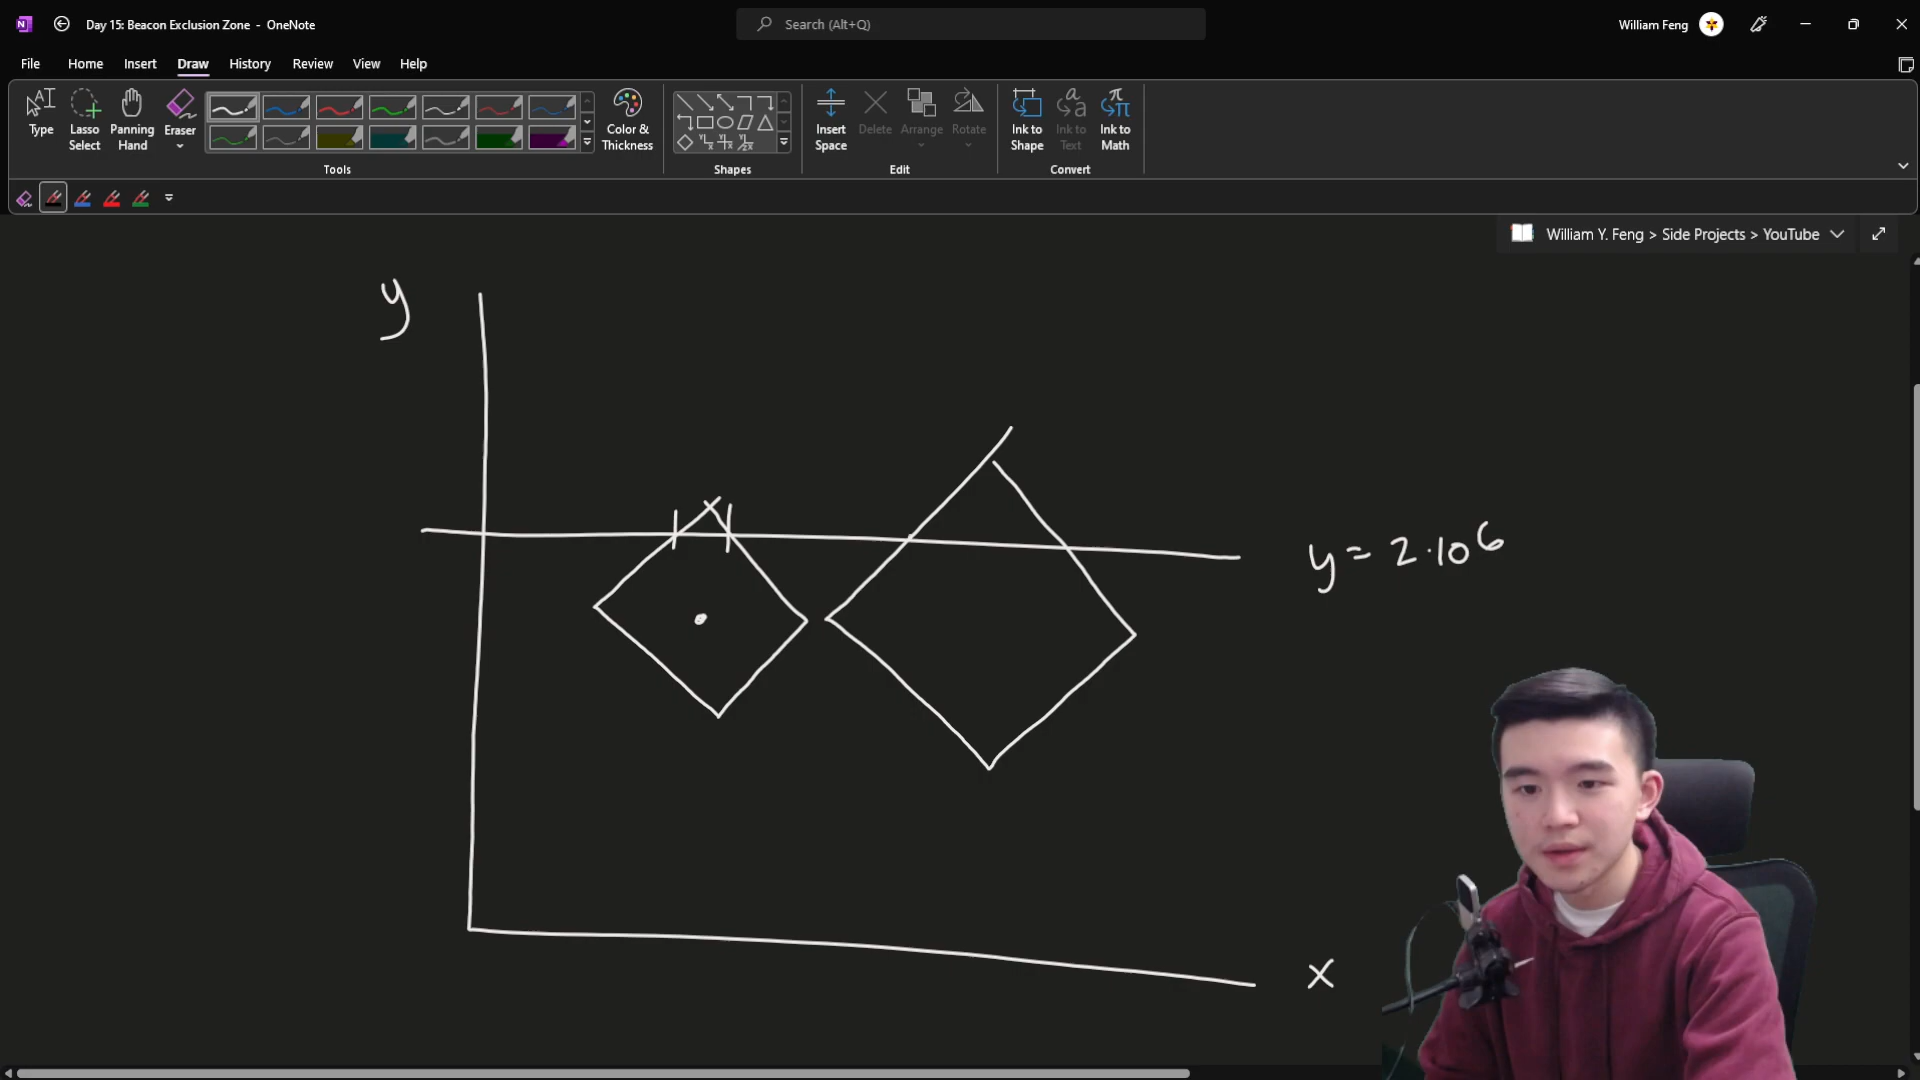 Day 15: Beacon Exclusion Zone - OneNote
Search (Alt+Q)
William Feng
File Home Insert Draw History Review View Help
Type
Lasso Select
Panning Hand
Eraser
Color & Thickness
Insert Space
Delete
Arrange
Rotate
Ink to Shape
Ink to Text
Ink to Math
Tools
Shapes
Edit
Convert
William Y. Feng > Side Projects > YouTube
y
y = 2·10^6
x